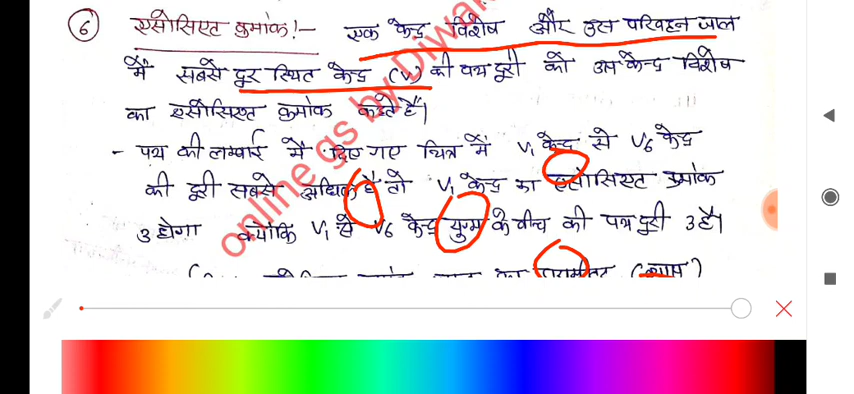 6 एसोसिएट क्रमांक!- एक केन्द्र विशेष और उस परिवहन जाल
में सबसे दूर स्थित केन्द्र (V) की पथ दूरी को उस केन्द्र विशेष
का एसोसिएट क्रमांक कहते हैं।
- पथ की लम्बाई में दिए गए चित्र में V1 केन्द्र से V6 केन्द्र
की दूरी सबसे अधिक है तो V1 केन्द्र का एसोसिएट क्रमांक
3 होगा क्योंकि V1 से V6 केन्द्र युग्म के बीच की पथ दूरी 3 है।
(व्यास)
online gs by Diwa